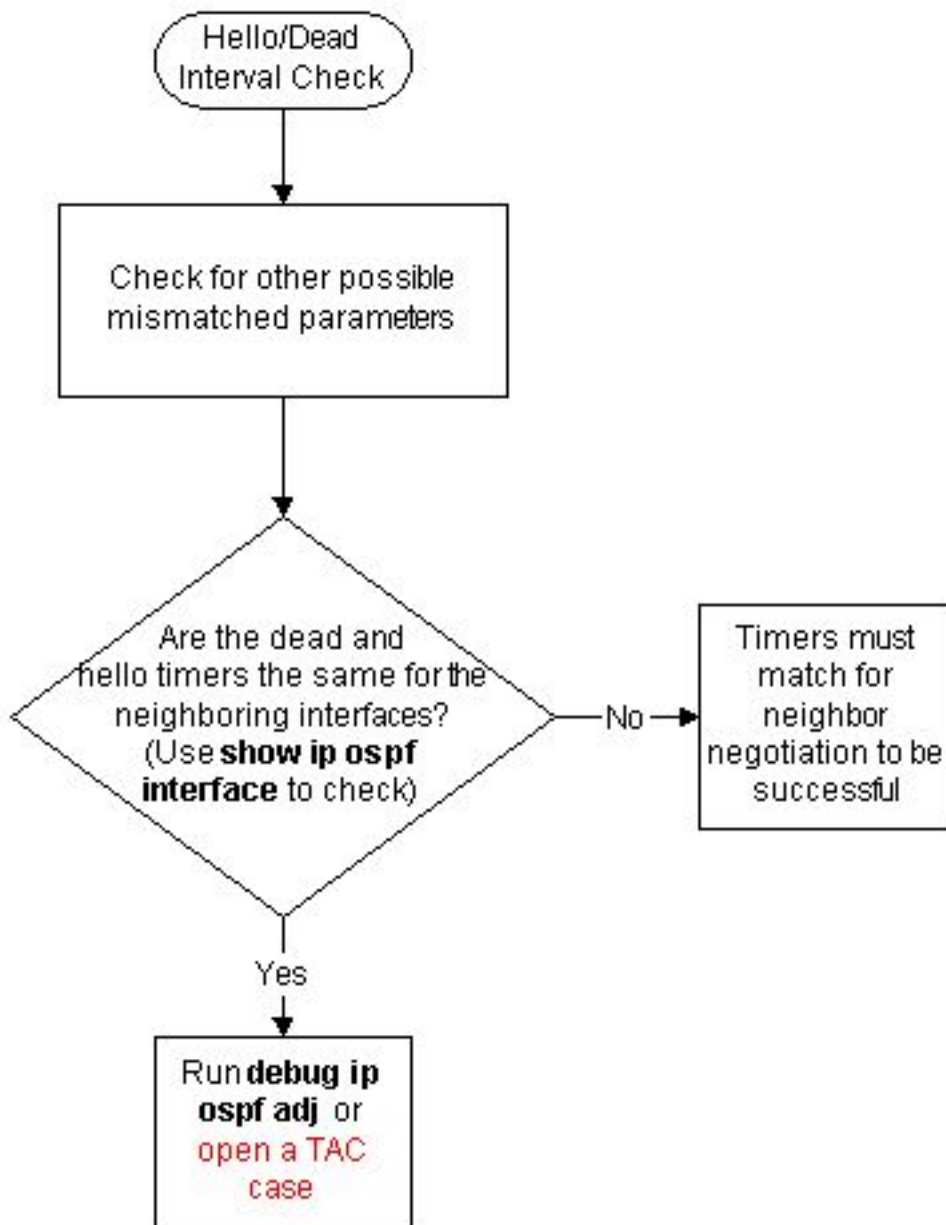 Hello/Dead
Interval Check
Check for other possible
mismatched parameters
Are the dead and
hello timers the same for the
neighboring interfaces?
(Use show ip ospf
interface to check)
No
Timers must
match for
neighbor
negotiation to be
successful
Yes
Run debug ip
ospf adj or
open a TAC
case